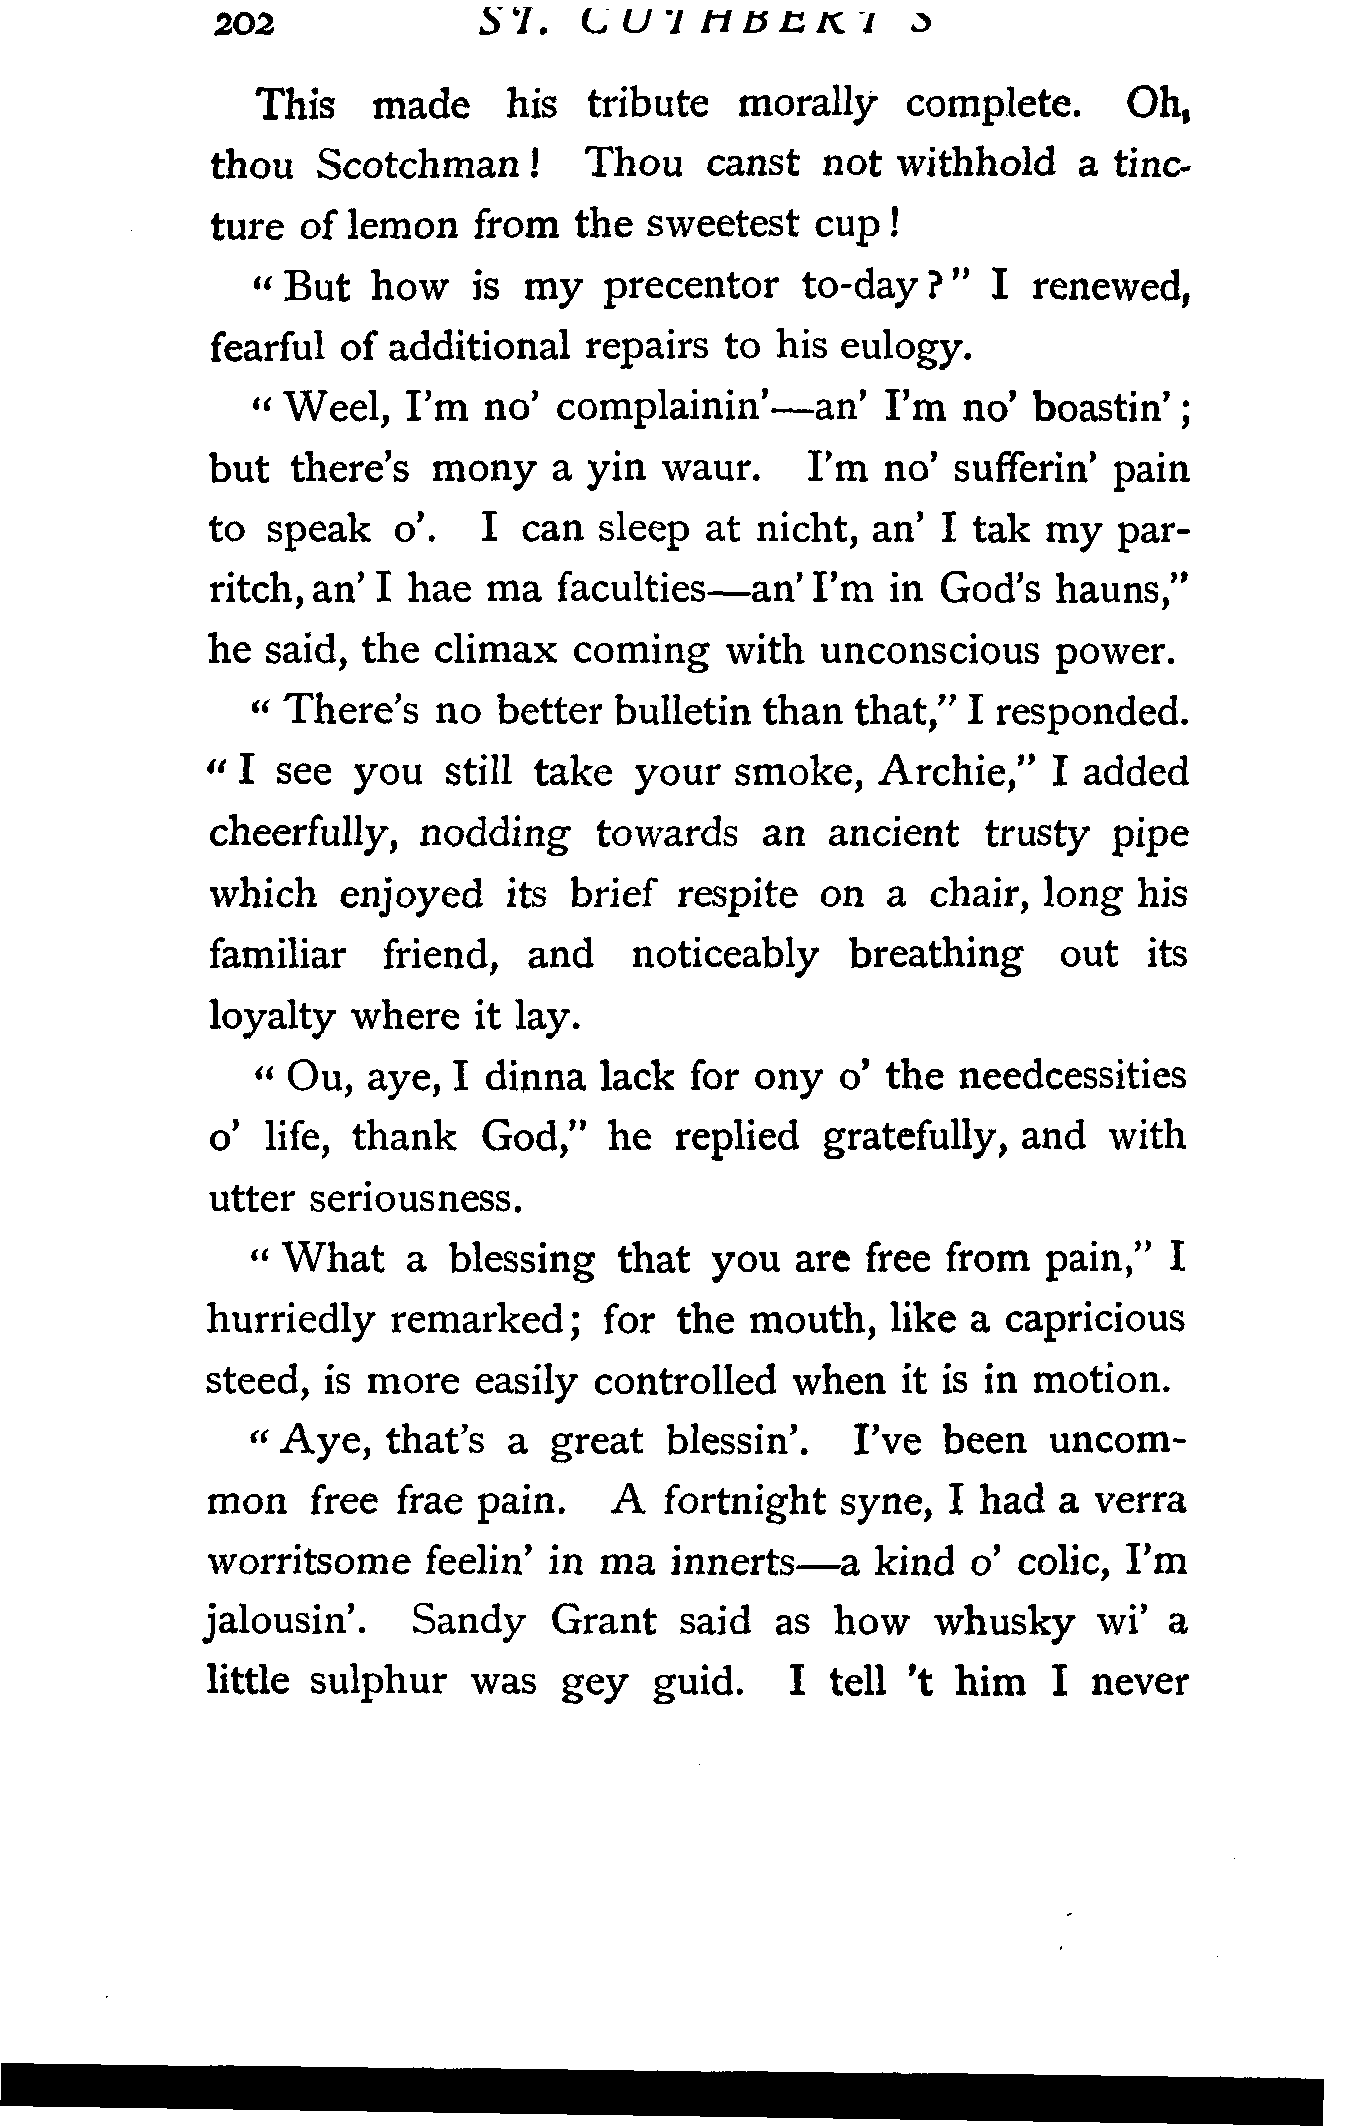 202 ST. CUTHBERT'S
This made his tribute morally complete. Oh,
thou Scotchman! Thou canst not withhold a tinc-
ture of lemon from the sweetest cup!
"But how is my precentor to-day?" I renewed,
fearful of additional repairs to his eulogy.
"Weel, I'm no' complainin'—an' I'm no' boastin';
but there's mony a yin waur. I'm no' sufferin' pain
to speak o'. I can sleep at nicht, an' I tak my par-
ritch, an' I hae ma faculties—an' I'm in God's hauns,"
he said, the climax coming with unconscious power.
"There's no better bulletin than that," I responded.
"I see you still take your smoke, Archie," I added
cheerfully, nodding towards an ancient trusty pipe
which enjoyed its brief respite on a chair, long his
familiar friend, and noticeably breathing out its
loyalty where it lay.
"Ou, aye, I dinna lack for ony o' the needcessities
o' life, thank God," he replied gratefully, and with
utter seriousness.
"What a blessing that you are free from pain," I
hurriedly remarked; for the mouth, like a capricious
steed, is more easily controlled when it is in motion.
"Aye, that's a great blessin'. I've been uncom-
mon free frae pain. A fortnight syne, I had a verra
worritsome feelin' in ma innerts—a kind o' colic, I'm
jalousin'. Sandy Grant said as how whusky wi' a
little sulphur was gey guid. I tell 't him I never